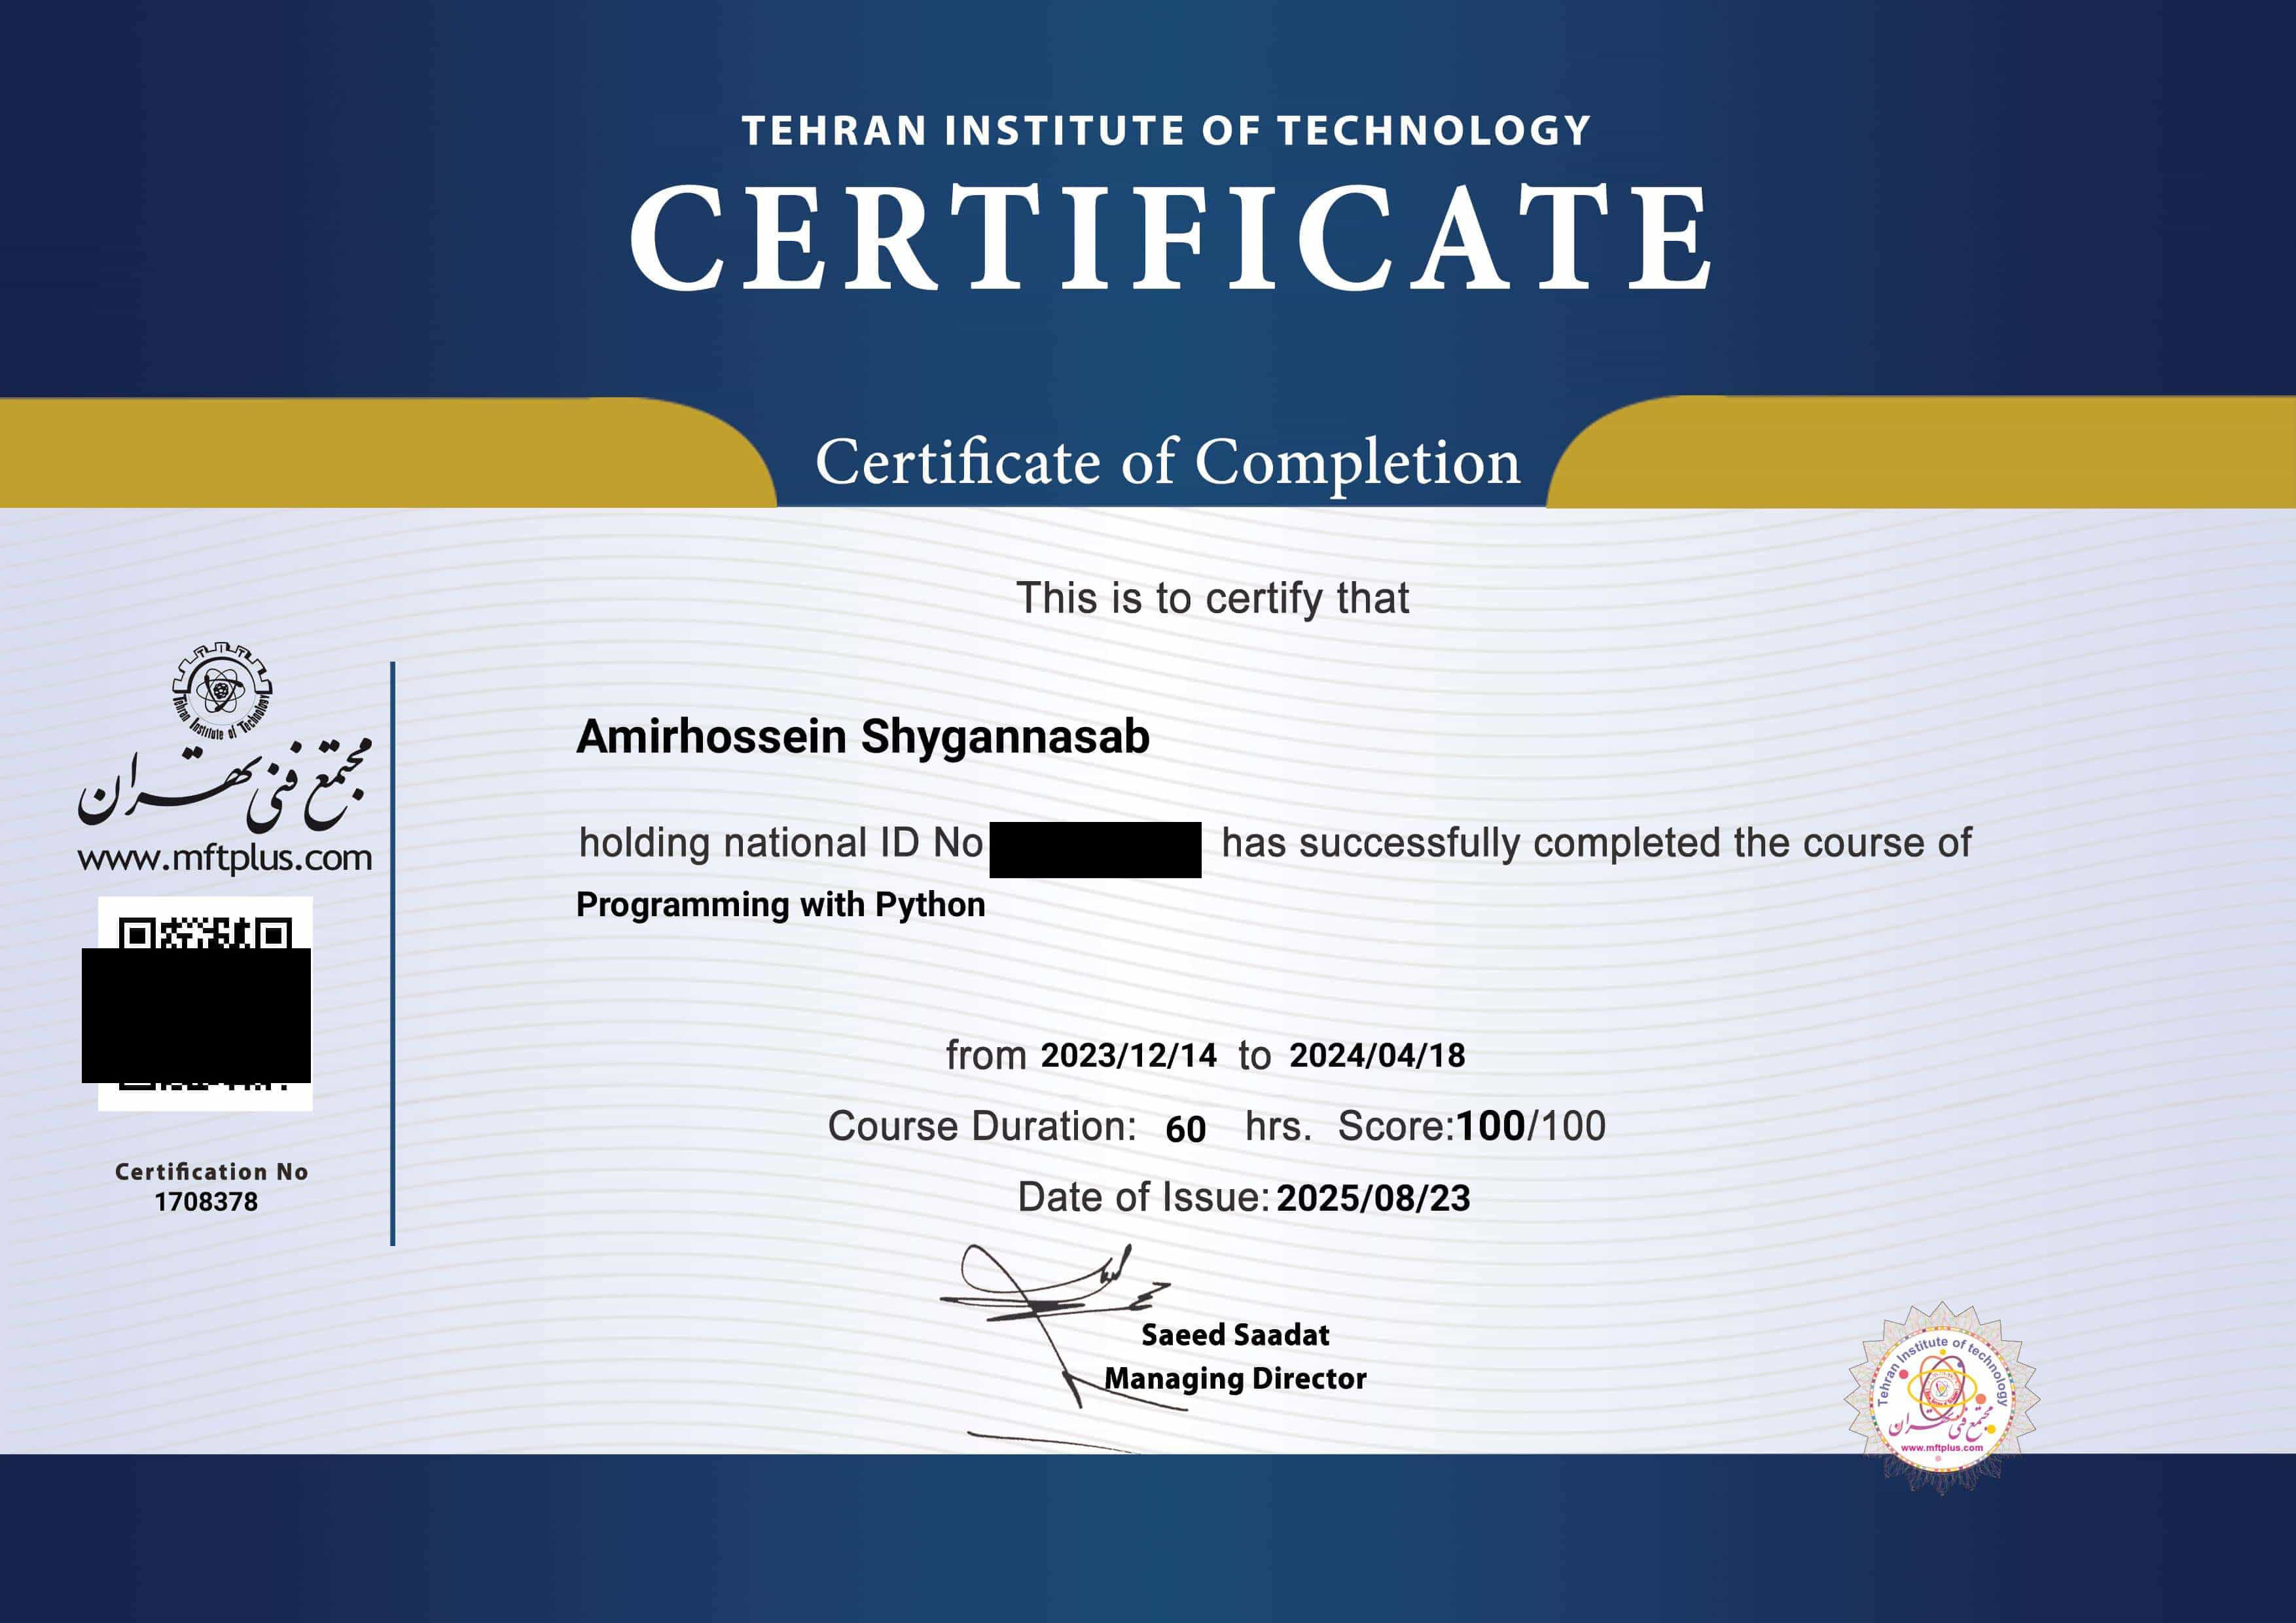 TEHRAN INSTITUTE OF TECHNOLOGY
CERTIFICATE
Certificate of Completion
This is to certify that
Tehran Institute of Technology
مجتمع فنی تهران
www.mftplus.com
Amirhossein Shygannasab
holding national ID No has successfully completed the course of
Programming with Python
from 2023/12/14 to 2024/04/18
Course Duration: 60 hrs. Score:100/100
Date of Issue: 2025/08/23
Certification No
1708378
Saeed Saadat
Managing Director
Tehran Institute of technology
مجتمع فنی تهران
www.mftplus.com